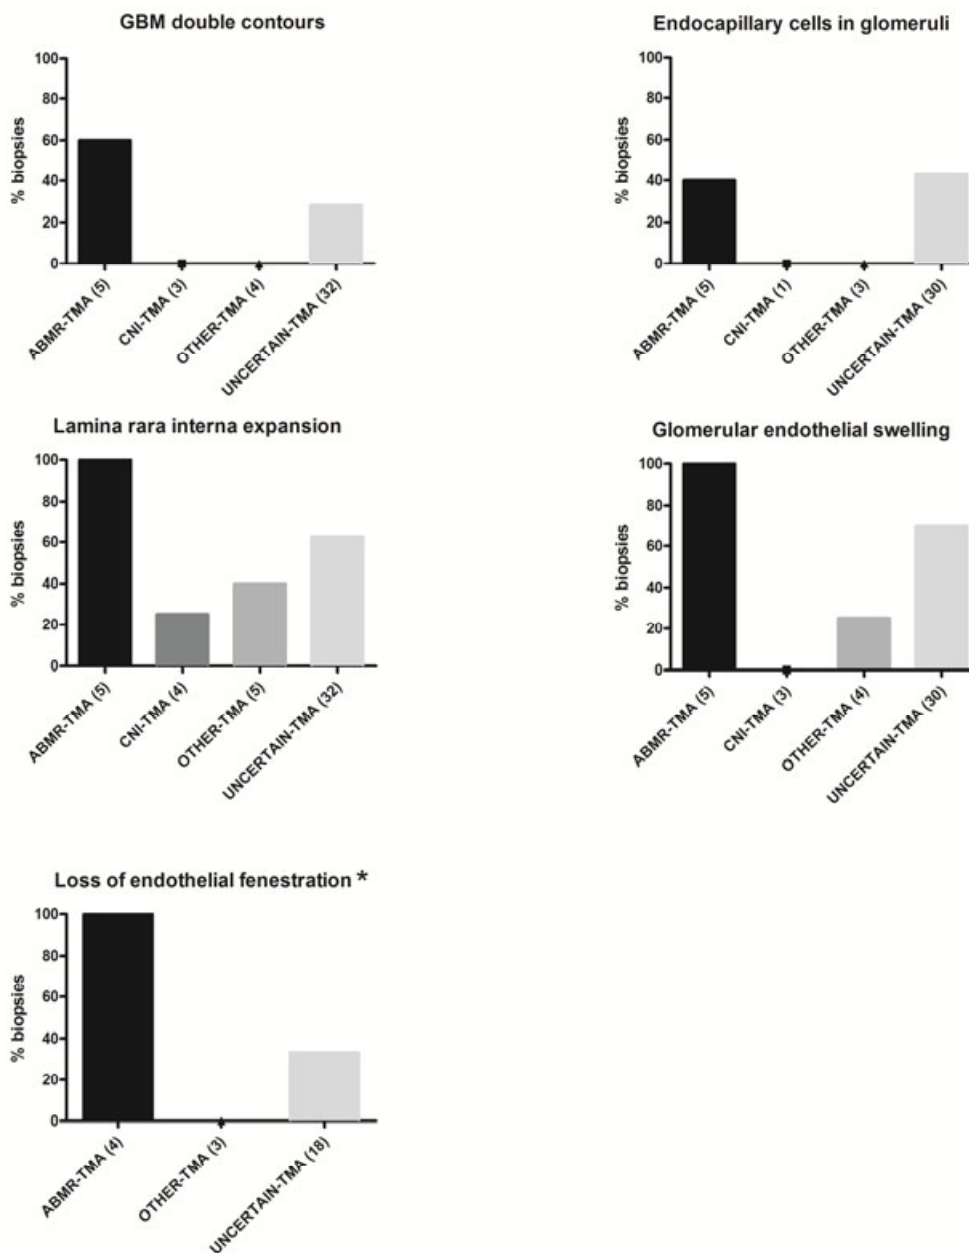 GBM double contours
% biopsies
100
80
60
40
20
0
ABMR-TMA (5)
CNI-TMA (3)
OTHER-TMA (4)
UNCERTAIN-TMA (32)
Endocapillary cells in glomeruli
% biopsies
100
80
60
40
20
0
ABMR-TMA (5)
CNI-TMA (1)
OTHER-TMA (3)
UNCERTAIN-TMA (30)
Lamina rara interna expansion
% biopsies
100
80
60
40
20
0
ABMR-TMA (5)
CNI-TMA (4)
OTHER-TMA (5)
UNCERTAIN-TMA (32)
Glomerular endothelial swelling
% biopsies
100
80
60
40
20
0
ABMR-TMA (5)
CNI-TMA (3)
OTHER-TMA (4)
UNCERTAIN-TMA (30)
Loss of endothelial fenestration *
% biopsies
100
80
60
40
20
0
ABMR-TMA (4)
OTHER-TMA (3)
UNCERTAIN-TMA (18)